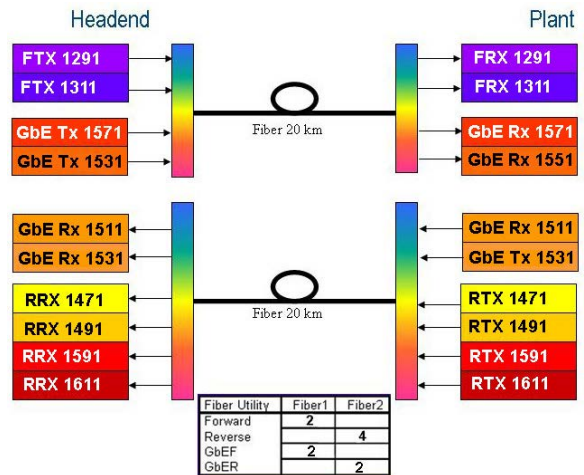 Headend Plant
FTX 1291 FRX 1291
FTX 1311 FRX 1311
GbE Tx 1571 GbE Rx 1571
GbE Tx 1531 GbE Rx 1551
Fiber 20 km
GbE Rx 1511 GbE Rx 1511
GbE Rx 1531 GbE Tx 1531
RRX 1471 RTX 1471
RRX 1491 RTX 1491
Fiber 20 km
RRX 1591 RTX 1591
RRX 1611 RTX 1611
Fiber Utility Fiber1 Fiber2
Forward 2
Reverse 4
GbEF 2
GbER 2